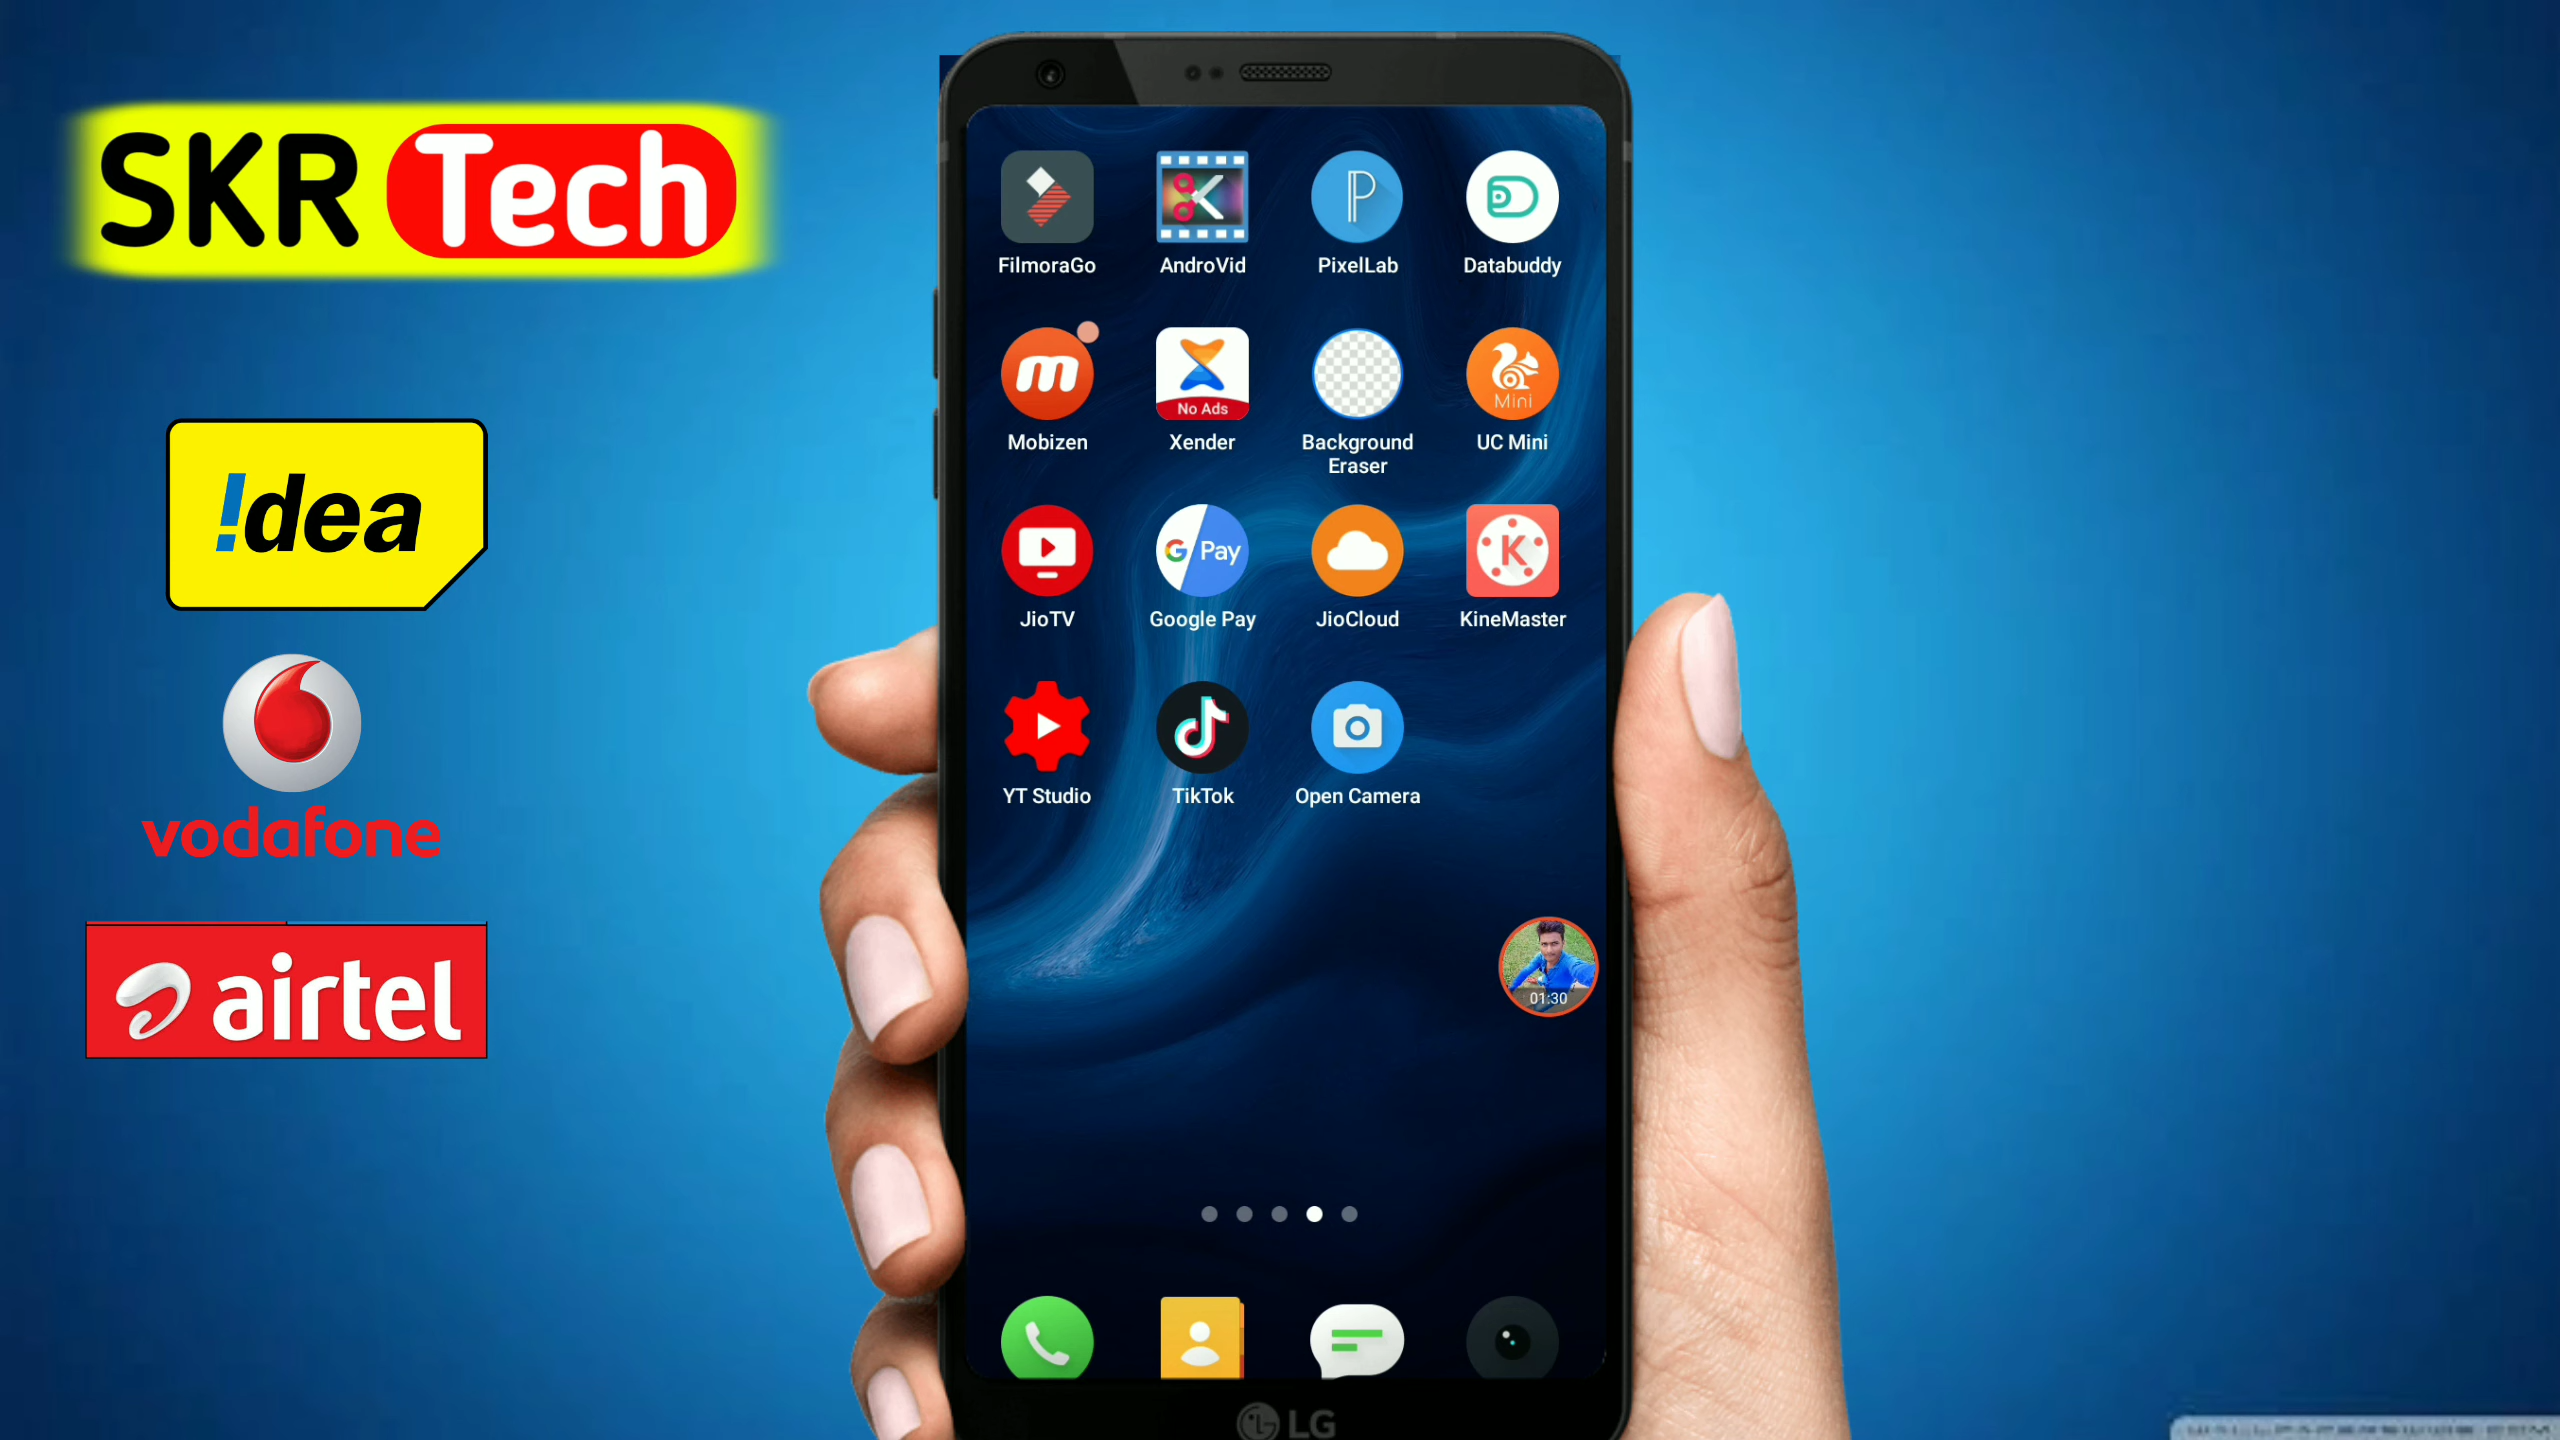 SKR Tech
!dea
vodafone
airtel
FilmoraGo
AndroVid
PixelLab
Databuddy
No Ads
Mini
Mobizen
Xender
Background
Eraser
UC Mini
G Pay
K
JioTV
Google Pay
JioCloud
KineMaster
YT Studio
TikTok
Open Camera
01:30
LG